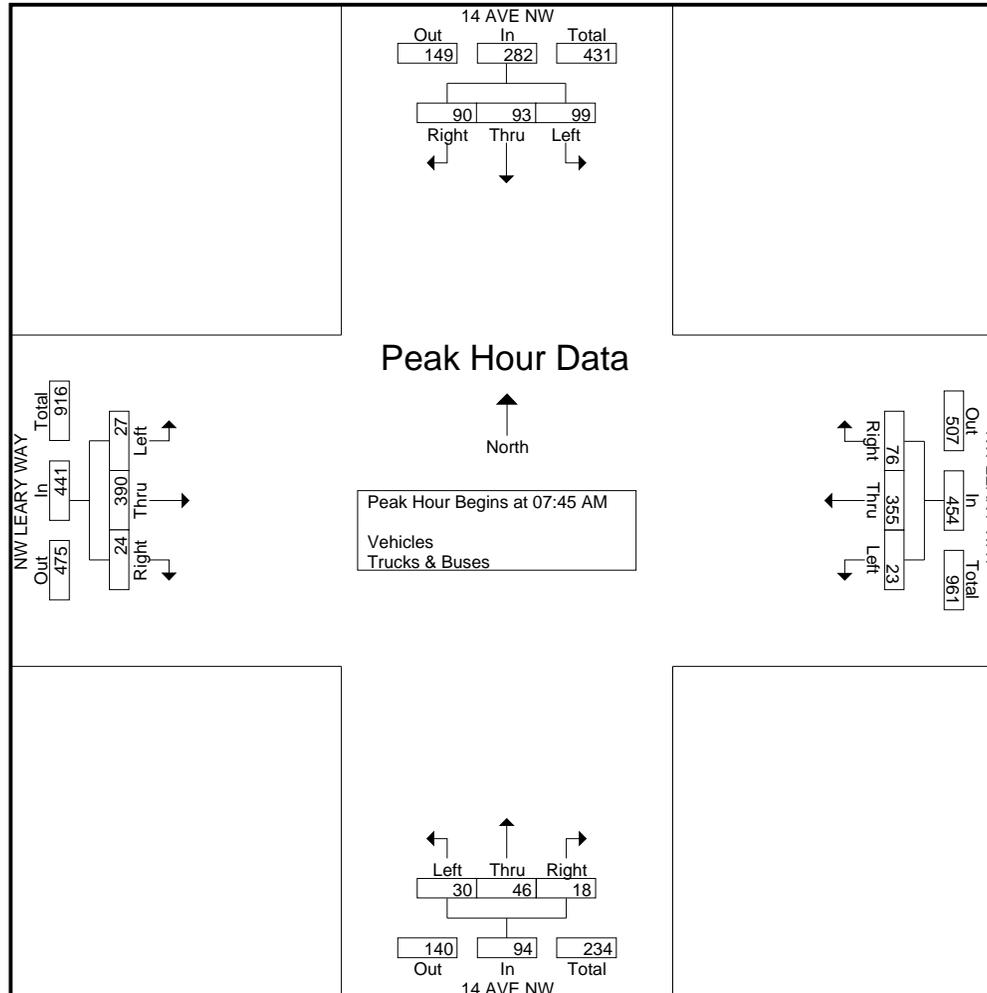 14 AVE NW
Out In Total
149 282 431
90 93 99
Right Thru Left
Peak Hour Data
North
Peak Hour Begins at 07:45 AM
Vehicles
Trucks & Buses
NW LEARY WAY
Out In Total
475 441 916
Right Thru Left
24 390 27
Out In Total
507 454 961
Right Thru Left
76 355 23
Left Thru Right
30 46 18
140 94 234
Out In Total
14 AVE NW